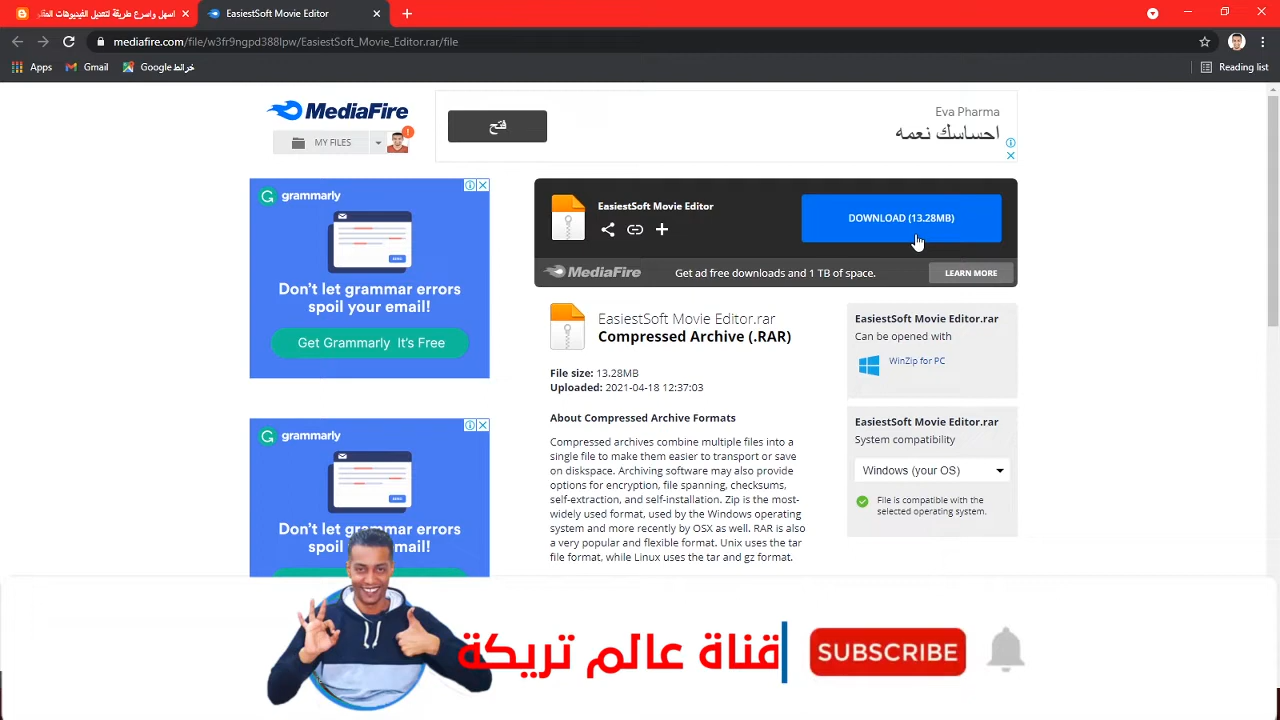 اسهل واسرع طريقة لتعديل الفيديوهات المقلو
EasiestSoft Movie Editor
mediafire.com/file/w3fr9ngpd388lpw/EasiestSoft_Movie_Editor.rar/file
Apps
Gmail
خرائط Google
Reading list
MediaFire
MY FILES
!
فتح
Eva Pharma
احساسك نعمه
grammarly
Don't let grammar errors
spoil your email!
Get Grammarly It's Free
EasiestSoft Movie Editor
DOWNLOAD (13.28MB)
MediaFire
Get ad free downloads and 1 TB of space.
LEARN MORE
EasiestSoft Movie Editor.rar
Compressed Archive (.RAR)
File size: 13.28MB
Uploaded: 2021-04-18 12:37:03
About Compressed Archive Formats
Compressed archives combine multiple files into a
single file to make them easier to transport or save
on diskspace. Archiving software may also provide
options for encryption, file spanning, checksums,
self-extraction, and self-installation. Zip is the most-
widely used format, used by the Windows operating
system and more recently by OSX as well. RAR is also
a very popular and flexible format. Unix uses the tar
file format, while Linux uses the tar and gz format.
EasiestSoft Movie Editor.rar
Can be opened with
WinZip for PC
EasiestSoft Movie Editor.rar
System compatibility
Windows (your OS)
File is compatible with the
selected operating system.
grammarly
Don't let grammar errors
spoil email!
قناة عالم تريكة
SUBSCRIBE